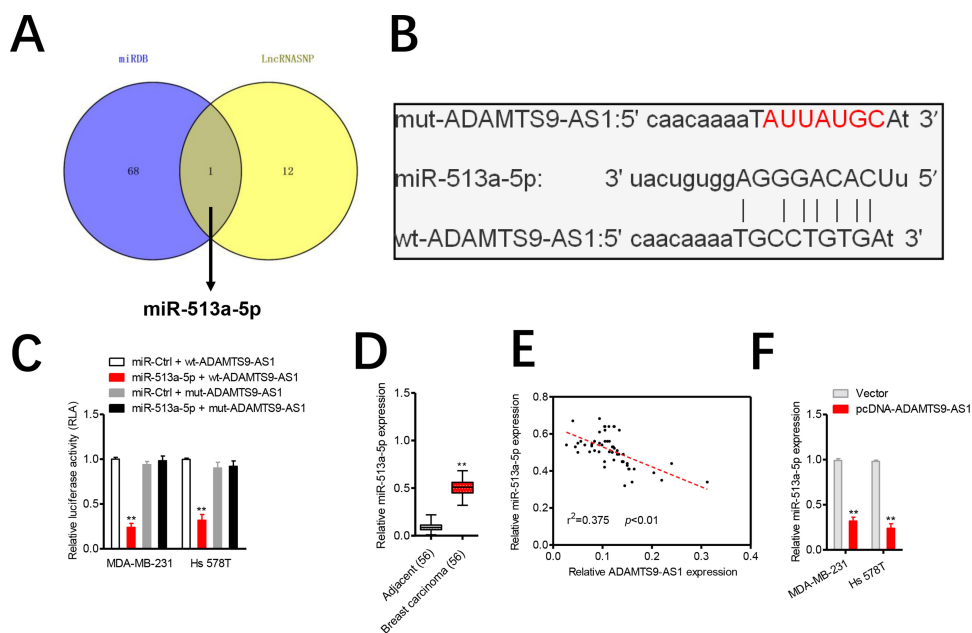 A
miRDB
LncRNASNP
68
1
12
miR-513a-5p
B
mut-ADAMTS9-AS1:5' caacaaaaTAUUAUGCAt 3'
miR-513a-5p: 3' uacuguggAGGGACACUu 5'
wt-ADAMTS9-AS1:5' caacaaaaTGCCTGTGAt 3'
C
miR-Ctrl + wt-ADAMTS9-AS1
miR-513a-5p + wt-ADAMTS9-AS1
miR-Ctrl + mut-ADAMTS9-AS1
miR-513a-5p + mut-ADAMTS9-AS1
Relative luciferase activity (RLA)
1.5
1.0
0.5
0.0
**
**
MDA-MB-231
Hs 578T
D
Relative miR-513a-5p expression
1.5
1.0
0.5
0.0
**
Adjacent (56)
Breast carcinoma (56)
E
Relative miR-513a-5p expression
0.8
0.6
0.4
0.2
0.0
r²=0.375 p<0.01
0.0 0.1 0.2 0.3 0.4
Relative ADAMTS9-AS1 expression
F
Vector
pcDNA-ADAMTS9-AS1
Relative miR-513a-5p expression
1.5
1.0
0.5
0.0
**
**
MDA-MB-231
Hs 578T